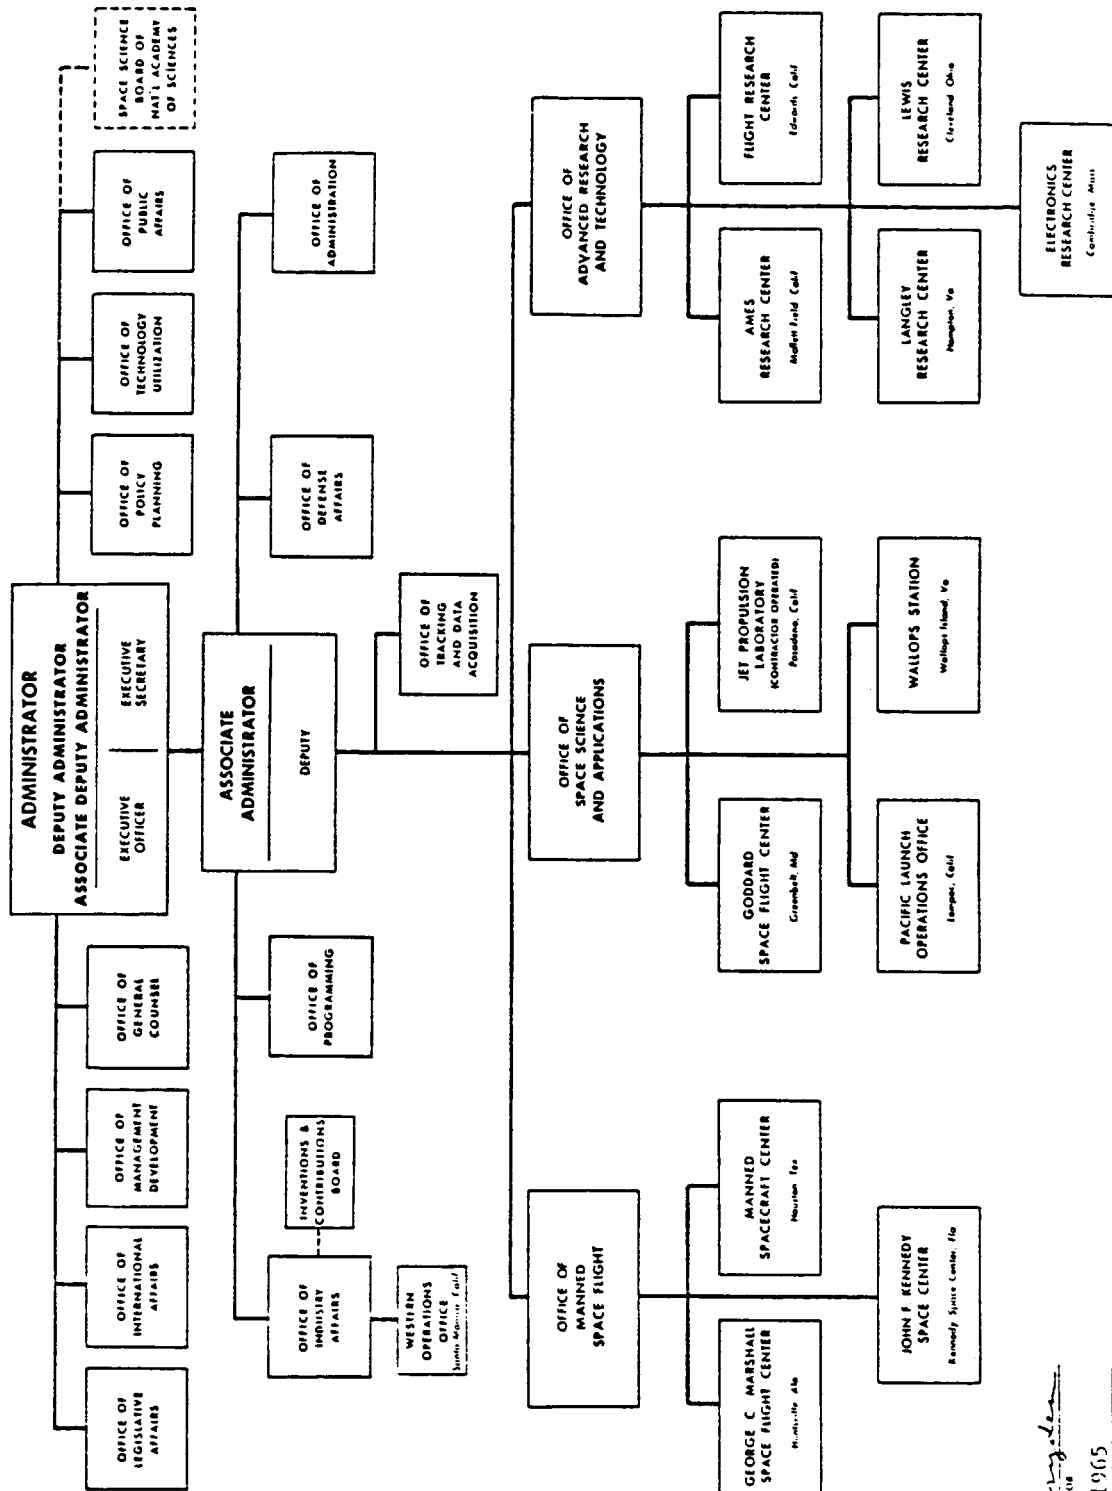 ADMINISTRATOR
DEPUTY ADMINISTRATOR
ASSOCIATE DEPUTY ADMINISTRATOR
EXECUTIVE
OFFICER
EXECUTIVE
SECRETARY
OFFICE OF
LEGISLATIVE
AFFAIRS
OFFICE OF
INTERNATIONAL
AFFAIRS
OFFICE OF
MANAGEMENT
DEVELOPMENT
OFFICE OF
GENERAL
COUNSEL
OFFICE OF
POLICY
PLANNING
OFFICE OF
TECHNOLOGY
UTILIZATION
OFFICE OF
PUBLIC
AFFAIRS
SPACE SCIENCE
BOARD OF
NAT'L ACADEMY
OF SCIENCES
ASSOCIATE
ADMINISTRATOR
DEPUTY
OFFICE OF
INDUSTRY
AFFAIRS
INVENTIONS &
CONTRIBUTIONS
BOARD
WESTERN
OPERATIONS
OFFICE
Santa Monica Calif
OFFICE OF
PROGRAMMING
OFFICE OF
DEFENSE
AFFAIRS
OFFICE OF
ADMINISTRATION
OFFICE OF
TRACKING
AND DATA
ACQUISITION
OFFICE OF
MANNED
SPACE FLIGHT
OFFICE OF
SPACE SCIENCE
AND APPLICATIONS
OFFICE OF
ADVANCED RESEARCH
AND TECHNOLOGY
GEORGE C MARSHALL
SPACE FLIGHT CENTER
Huntsville Ala
MANNED
SPACECRAFT CENTER
Houston Tex
JOHN F. KENNEDY
SPACE CENTER
Kennedy Space Center, Fla
GODDARD
SPACE FLIGHT CENTER
Greenbelt, Md
JET PROPULSION
LABORATORY
(CONTRACTOR OPERATED)
Pasadena, Calif
PACIFIC LAUNCH
OPERATIONS OFFICE
Lompoc, Calif
WALLOPS STATION
Wallops Island, Va
AMES
RESEARCH CENTER
Moffett Field Calif
FLIGHT RESEARCH
CENTER
Edwards Calif
LANGLEY
RESEARCH CENTER
Hampton, Va
LEWIS
RESEARCH CENTER
Cleveland Ohio
ELECTRONICS
RESEARCH CENTER
Cambridge Mass
1965